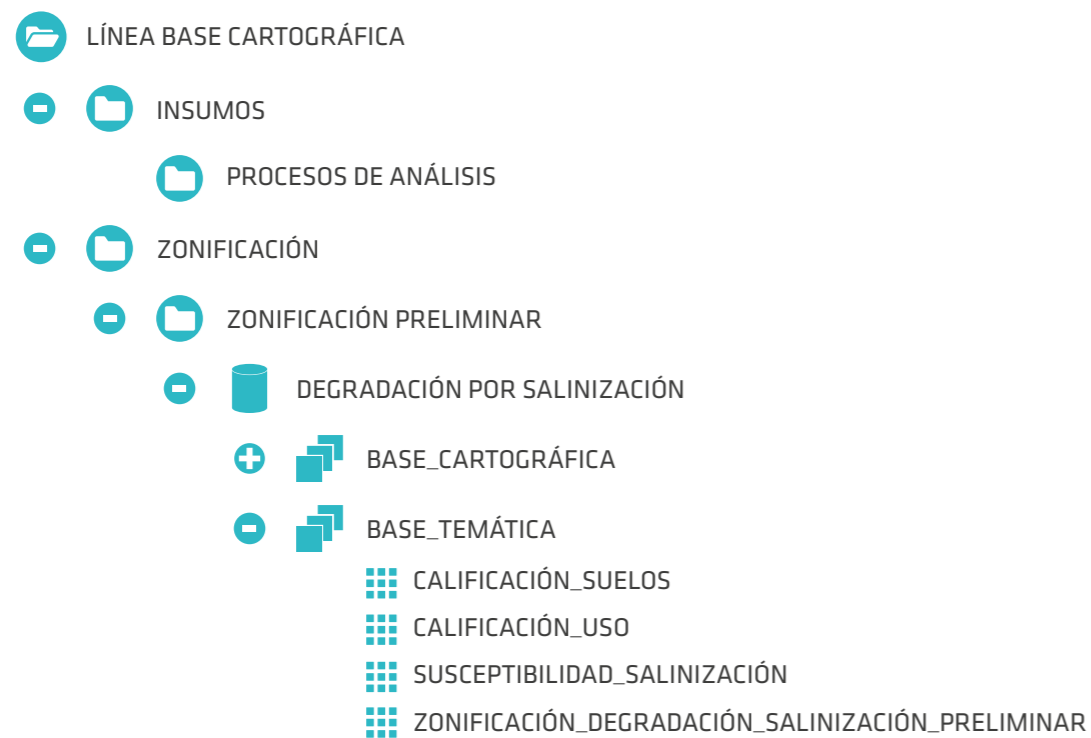 LÍNEA BASE CARTOGRÁFICA
INSUMOS
PROCESOS DE ANÁLISIS
ZONIFICACIÓN
ZONIFICACIÓN PRELIMINAR
DEGRADACIÓN POR SALINIZACIÓN
BASE_CARTOGRÁFICA
BASE_TEMÁTICA
CALIFICACIÓN_SUELOS
CALIFICACIÓN_USO
SUSCEPTIBILIDAD_SALINIZACIÓN
ZONIFICACIÓN_DEGRADACIÓN_SALINIZACIÓN_PRELIMINAR